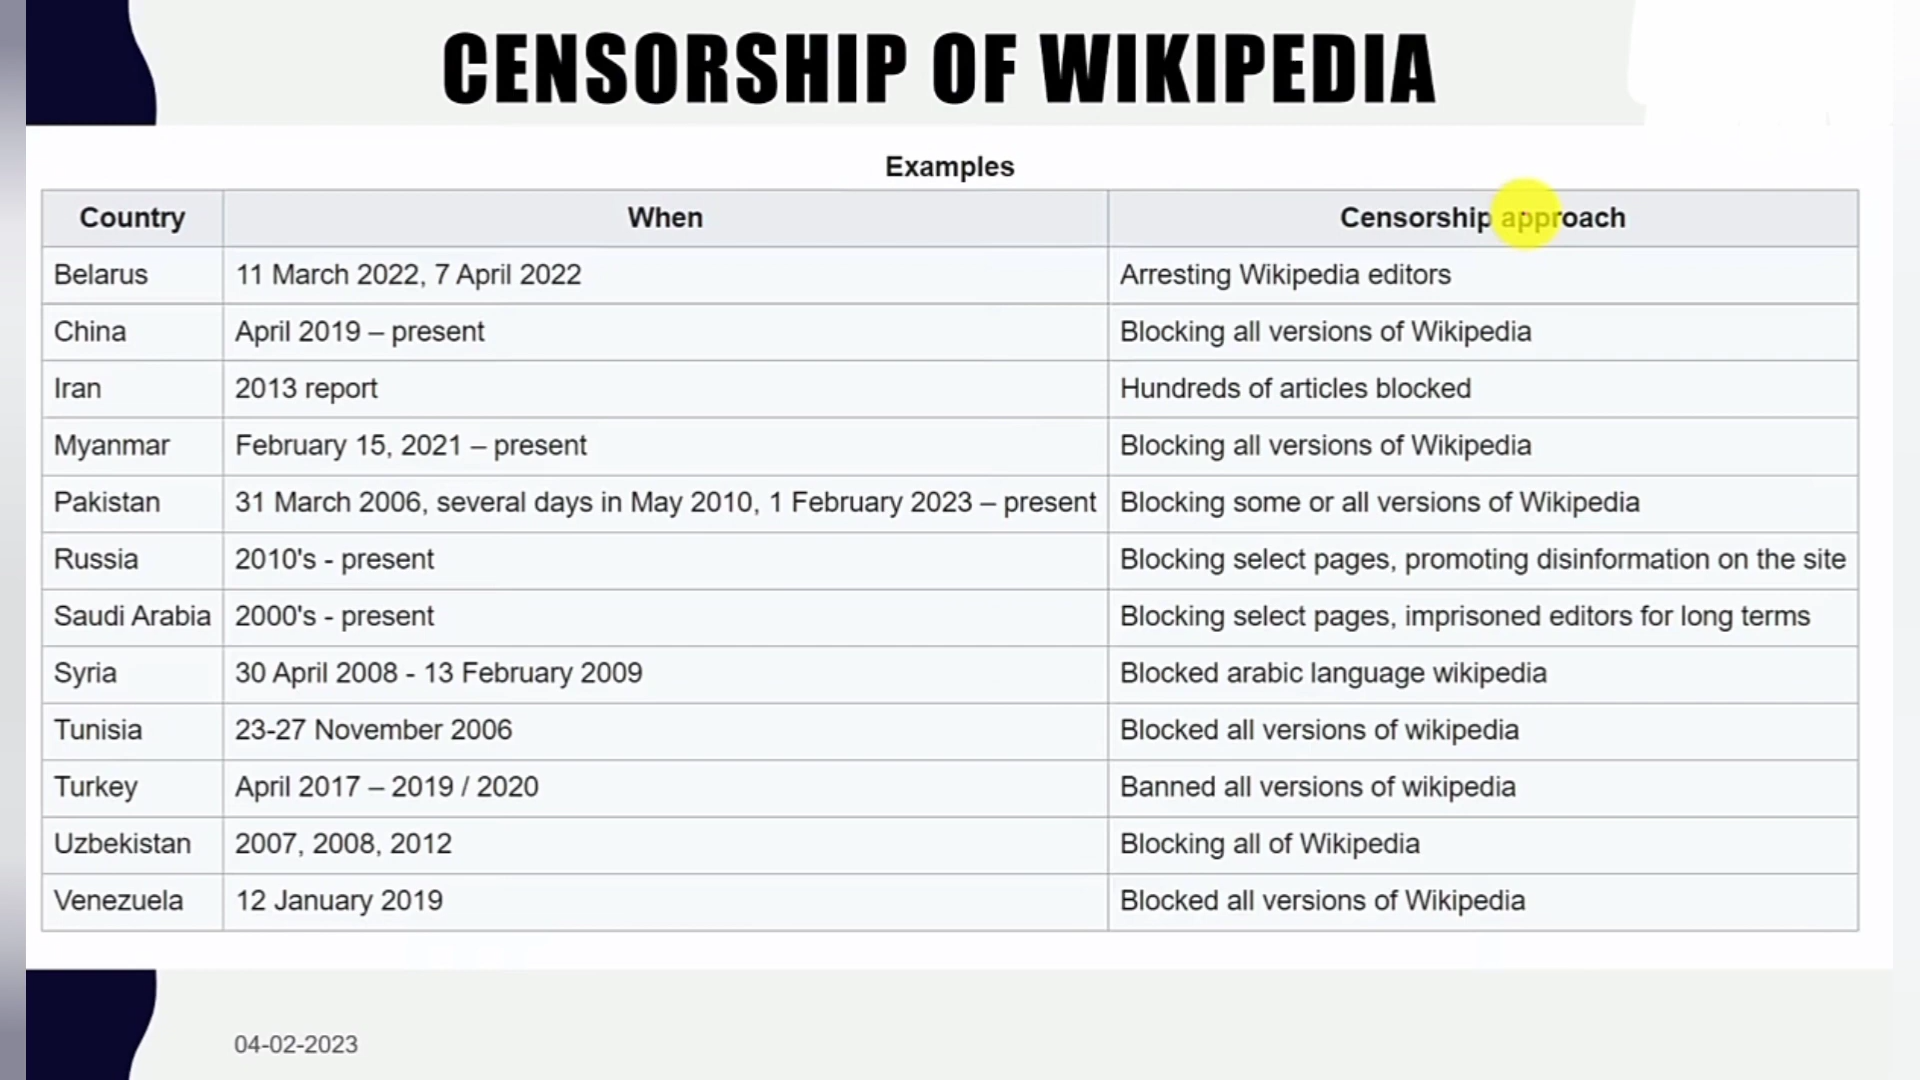 CENSORSHIP OF WIKIPEDIA
Examples
Country When Censorship approach
Belarus 11 March 2022, 7 April 2022 Arresting Wikipedia editors
China April 2019 – present Blocking all versions of Wikipedia
Iran 2013 report Hundreds of articles blocked
Myanmar February 15, 2021 – present Blocking all versions of Wikipedia
Pakistan 31 March 2006, several days in May 2010, 1 February 2023 – present Blocking some or all versions of Wikipedia
Russia 2010's - present Blocking select pages, promoting disinformation on the site
Saudi Arabia 2000's - present Blocking select pages, imprisoned editors for long terms
Syria 30 April 2008 - 13 February 2009 Blocked arabic language wikipedia
Tunisia 23-27 November 2006 Blocked all versions of wikipedia
Turkey April 2017 – 2019 / 2020 Banned all versions of wikipedia
Uzbekistan 2007, 2008, 2012 Blocking all of Wikipedia
Venezuela 12 January 2019 Blocked all versions of Wikipedia
04-02-2023